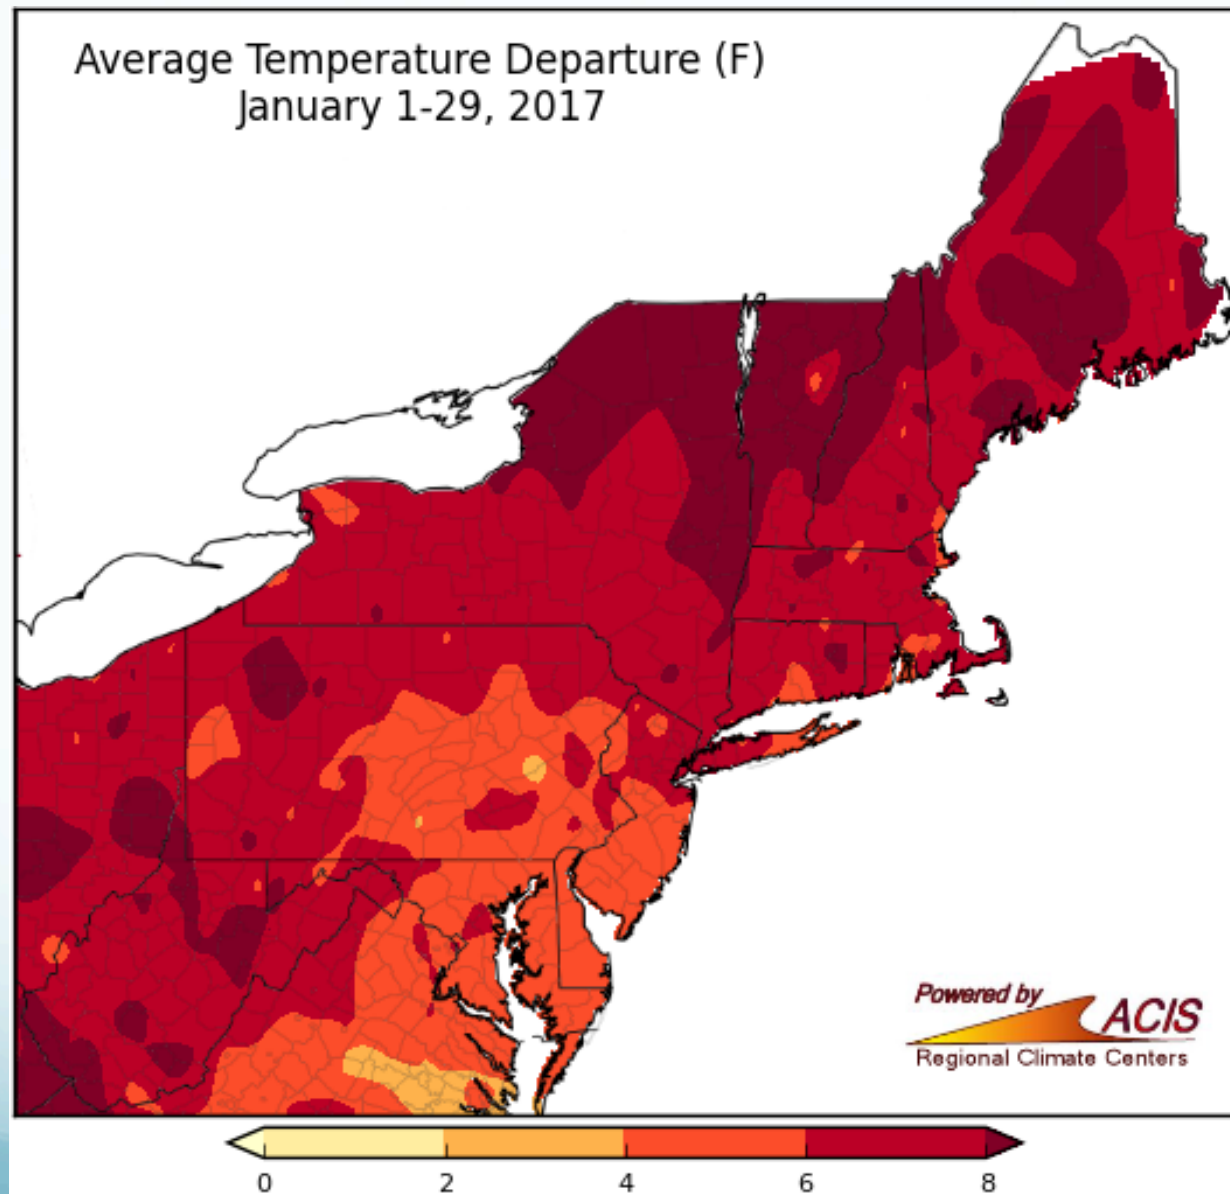 Average Temperature Departure (F)
January 1-29, 2017
Powered by
ACIS
Regional Climate Centers
0 2 4 6 8